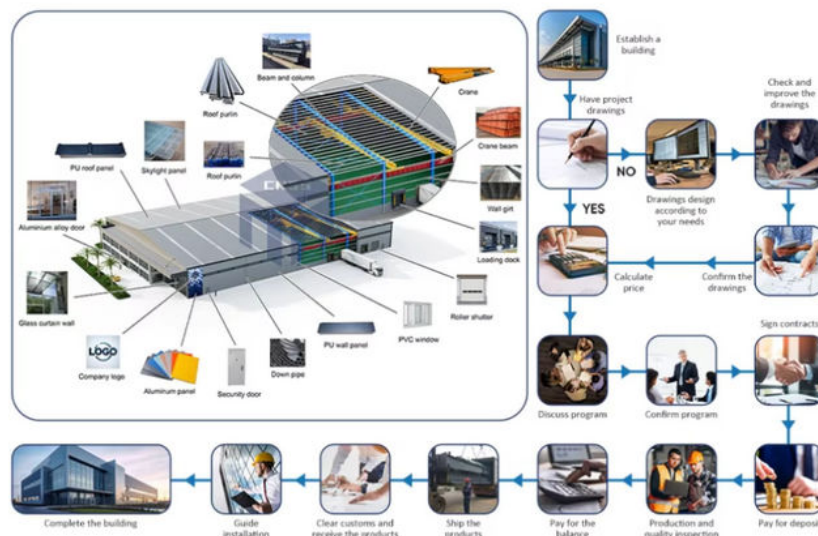 Beam and column
Roof purlin
Crane
Skylight panel
Roof purlin
Crane beam
PU roof panel
Wall girt
Aluminium alloy door
Loading dock
Glass curtain wall
Roller shutter
PVC window
PU wall panel
LOGO
Company logo
Aluminum panel
Security door
Down pipe
Establish a
building
Have project
drawings
Check and
improve the
drawings
NO
YES
Drawings design
according to
your needs
Calculate
price
Confirm the
drawings
Sign contracts
Discuss program
Confirm program
Complete the building
Guide
installation
Clear customs and
receive the products
Ship the
products
Pay for the
balance
Production and
quality inspection
Pay for deposit